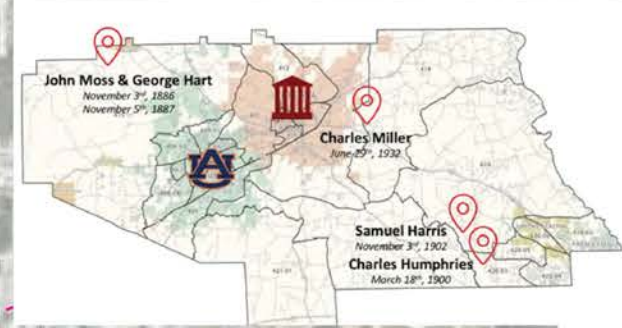 John Moss & George Hart
November 3rd, 1886
November 5th, 1887
Charles Miller
June 29th, 1932
Samuel Harris
November 3rd, 1902
Charles Humphries
March 18th, 1900
AU